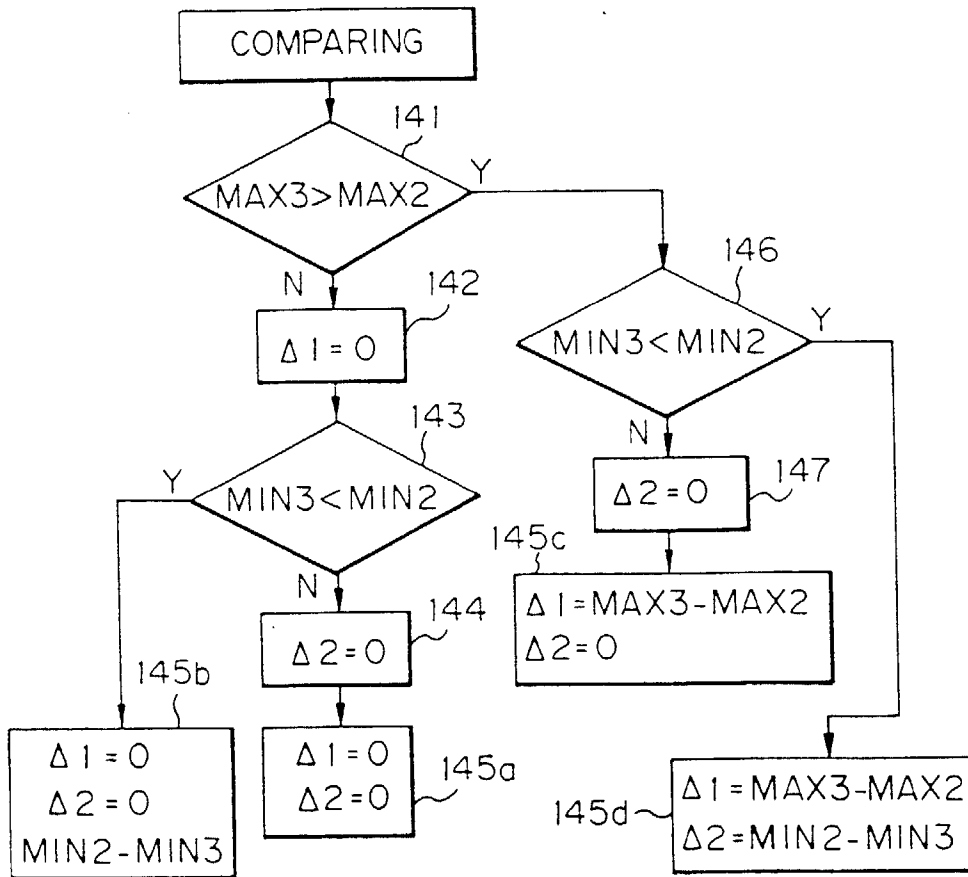 COMPARING
141
MAX3>MAX2
Y
N
142
Δ1=0
146
MIN3<MIN2
Y
N
143
MIN3<MIN2
Y
N
147
Δ2=0
145c
Δ1=MAX3-MAX2
Δ2=0
144
Δ2=0
145b
Δ1=0
Δ2=0
MIN2-MIN3
145a
Δ1=0
Δ2=0
145d
Δ1=MAX3-MAX2
Δ2=MIN2-MIN3